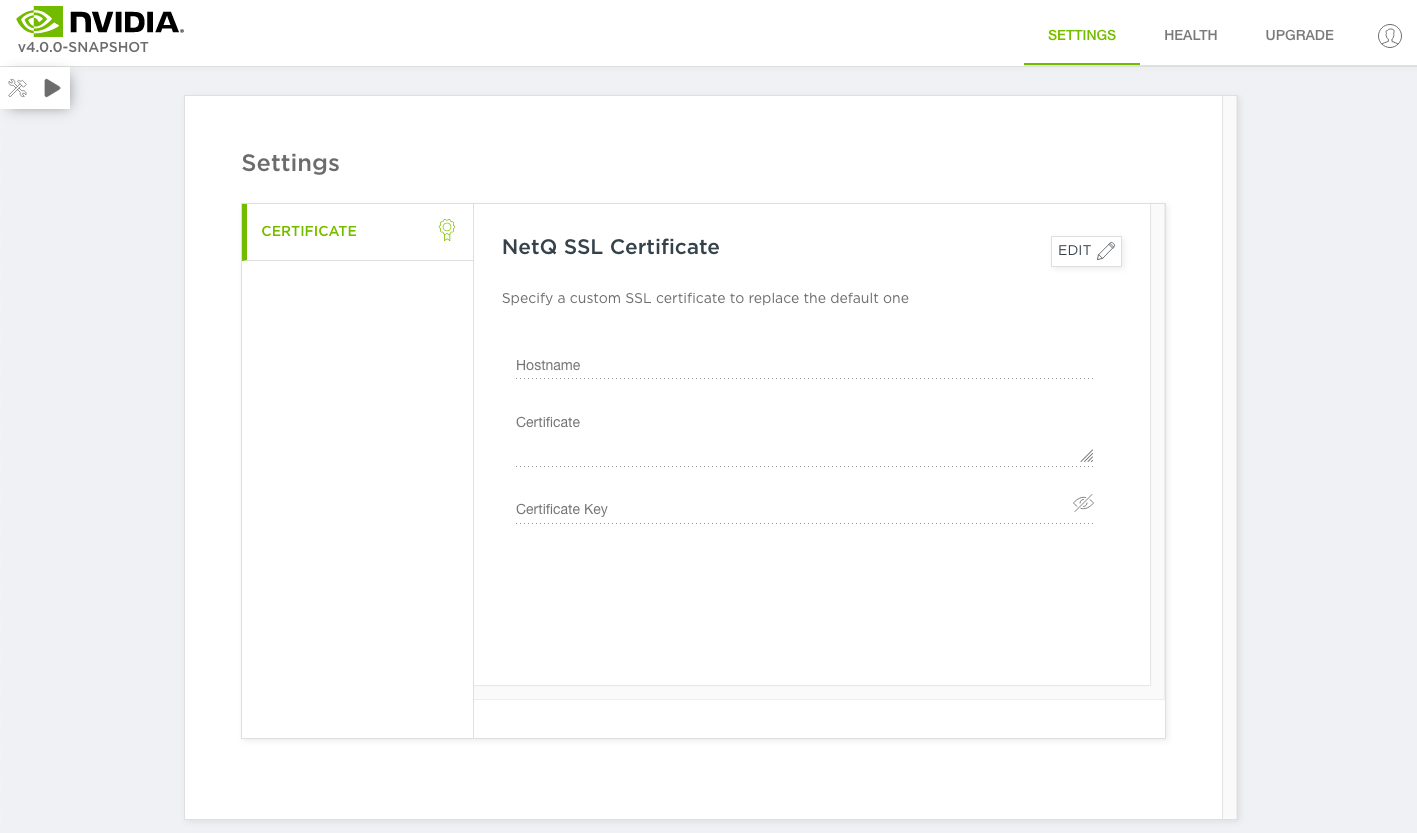 NVIDIA.
v4.0.0-SNAPSHOT
SETTINGS
HEALTH
UPGRADE
Settings
CERTIFICATE
NetQ SSL Certificate
EDIT
Specify a custom SSL certificate to replace the default one
Hostname
Certificate
Certificate Key